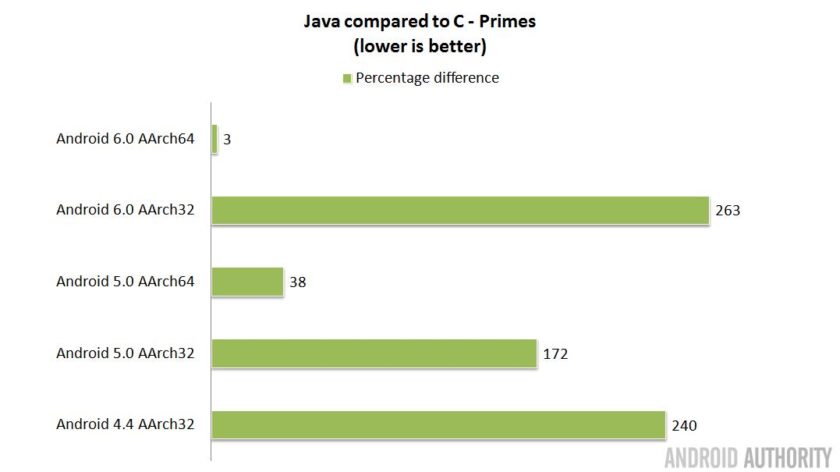 Java compared to C - Primes
(lower is better)
Percentage difference
Android 6.0 AArch64 3
Android 6.0 AArch32 263
Android 5.0 AArch64 38
Android 5.0 AArch32 172
Android 4.4 AArch32 240
ANDROID AUTHORITY